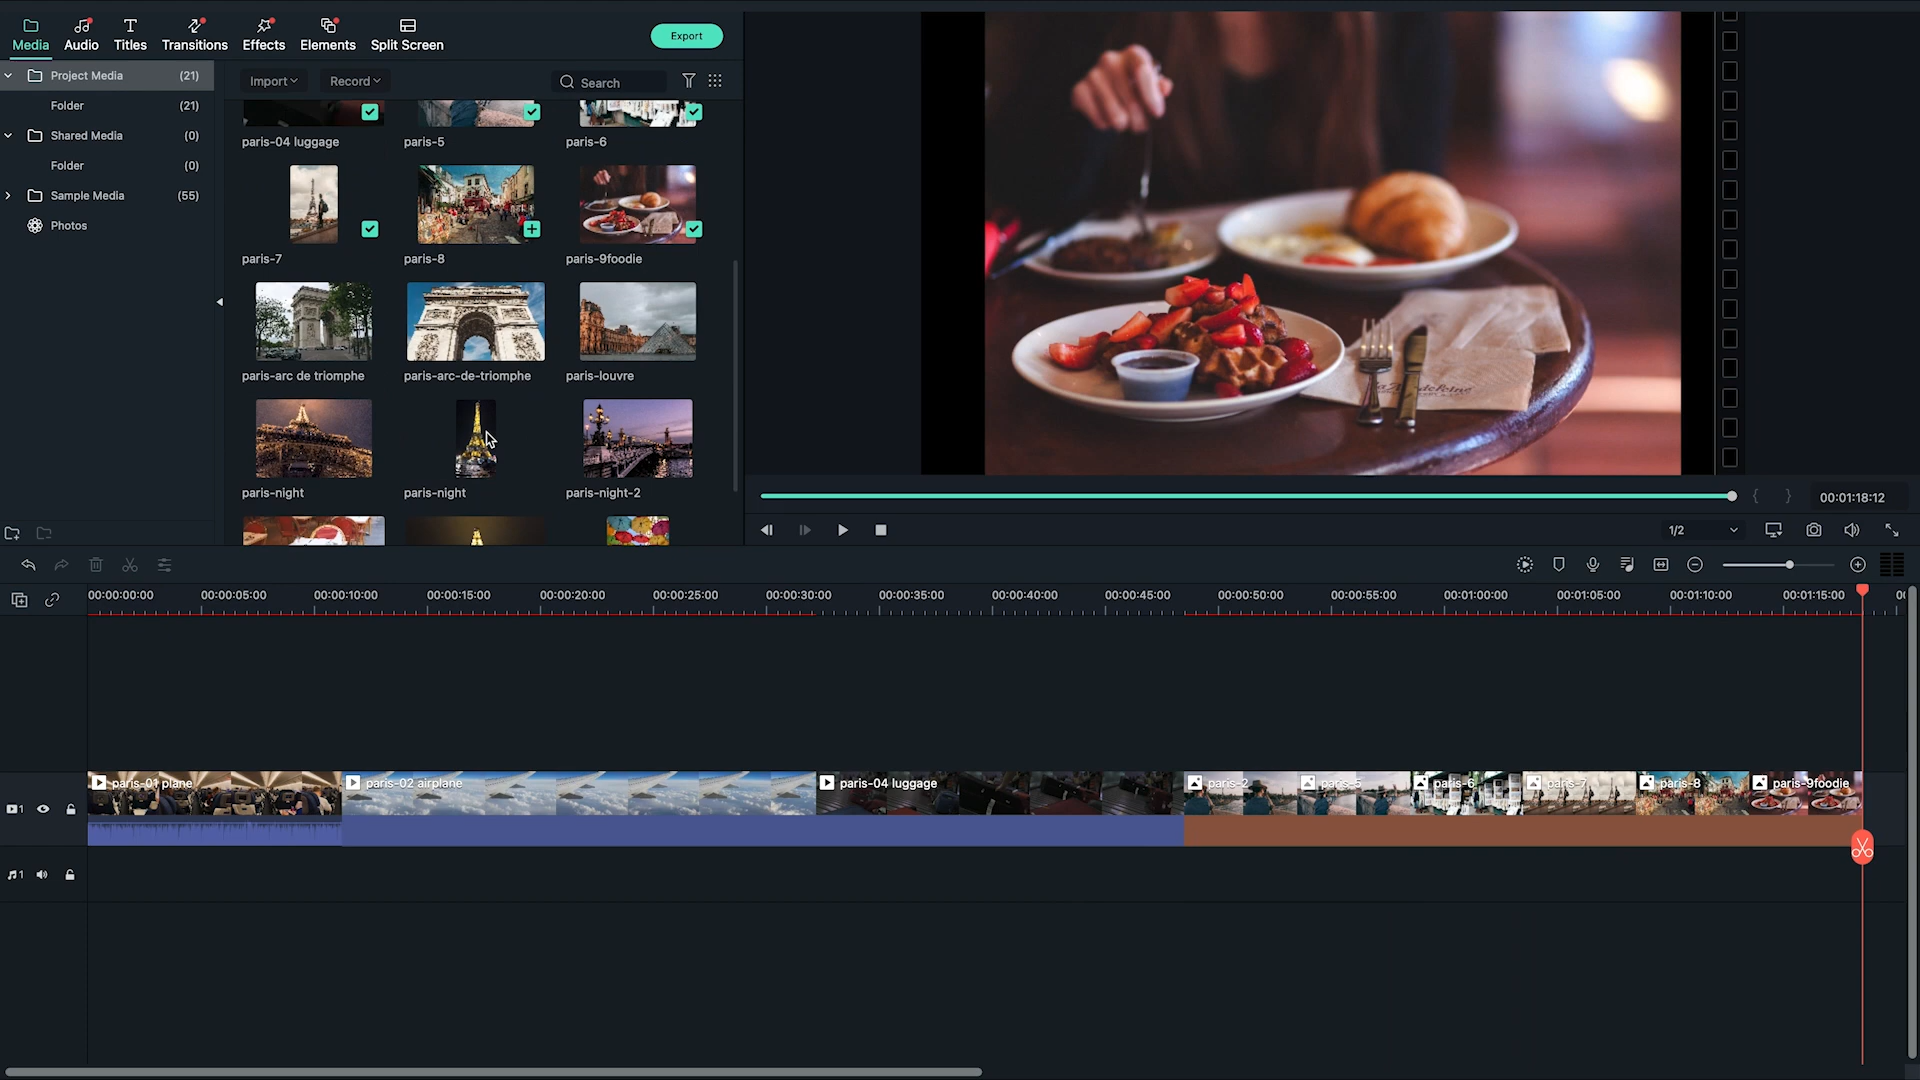 Media Audio Titles Transitions Effects Elements Split Screen Export
Project Media (21)
Folder (21)
Shared Media (0)
Folder (0)
Sample Media (55)
Photos
Import Record Search
paris-04 luggage paris-5 paris-6
paris-7 paris-8 paris-9foodie
paris-arc de triomphe paris-arc-de-triomphe paris-louvre
paris-night paris-night paris-night-2
{ } 00:01:18:12
1/2
00:00:00:00 00:00:05:00 00:00:10:00 00:00:15:00 00:00:20:00 00:00:25:00 00:00:30:00 00:00:35:00 00:00:40:00 00:00:45:00 00:00:50:00 00:00:55:00 00:01:00:00 00:01:05:00 00:01:10:00 00:01:15:00 00
paris-01 plane paris-02 airplane paris-04 luggage paris-2 paris-5 paris-6 paris-7 paris-8 paris-9foodie
1
1